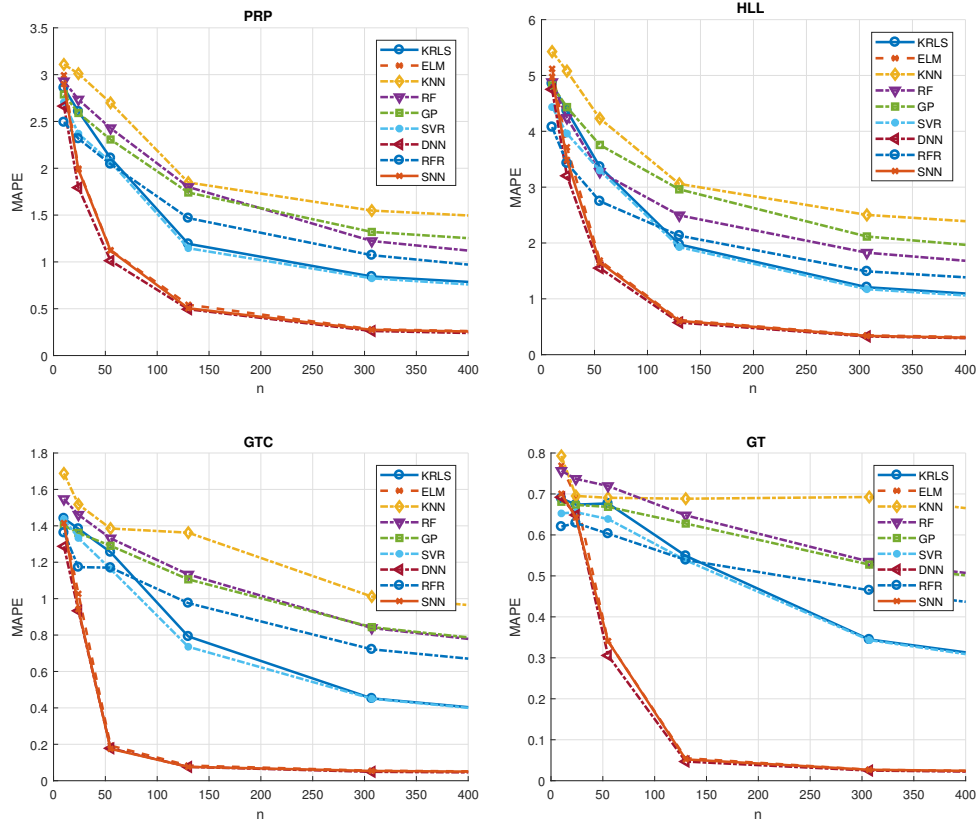 PRP
3.5
3
2.5
2
1.5
1
0.5
0
MAPE
0
50
100
150
200
250
300
350
400
n
KRLS
ELM
KNN
RF
GP
SVR
DNN
RFR
SNN
HLL
6
5
4
3
2
1
0
MAPE
0
50
100
150
200
250
300
350
400
n
KRLS
ELM
KNN
RF
GP
SVR
DNN
RFR
SNN
GTC
1.8
1.6
1.4
1.2
1
0.8
0.6
0.4
0.2
0
MAPE
0
50
100
150
200
250
300
350
400
n
KRLS
ELM
KNN
RF
GP
SVR
DNN
RFR
SNN
GT
0.8
0.7
0.6
0.5
0.4
0.3
0.2
0.1
0
MAPE
0
50
100
150
200
250
300
350
400
n
KRLS
ELM
KNN
RF
GP
SVR
DNN
RFR
SNN